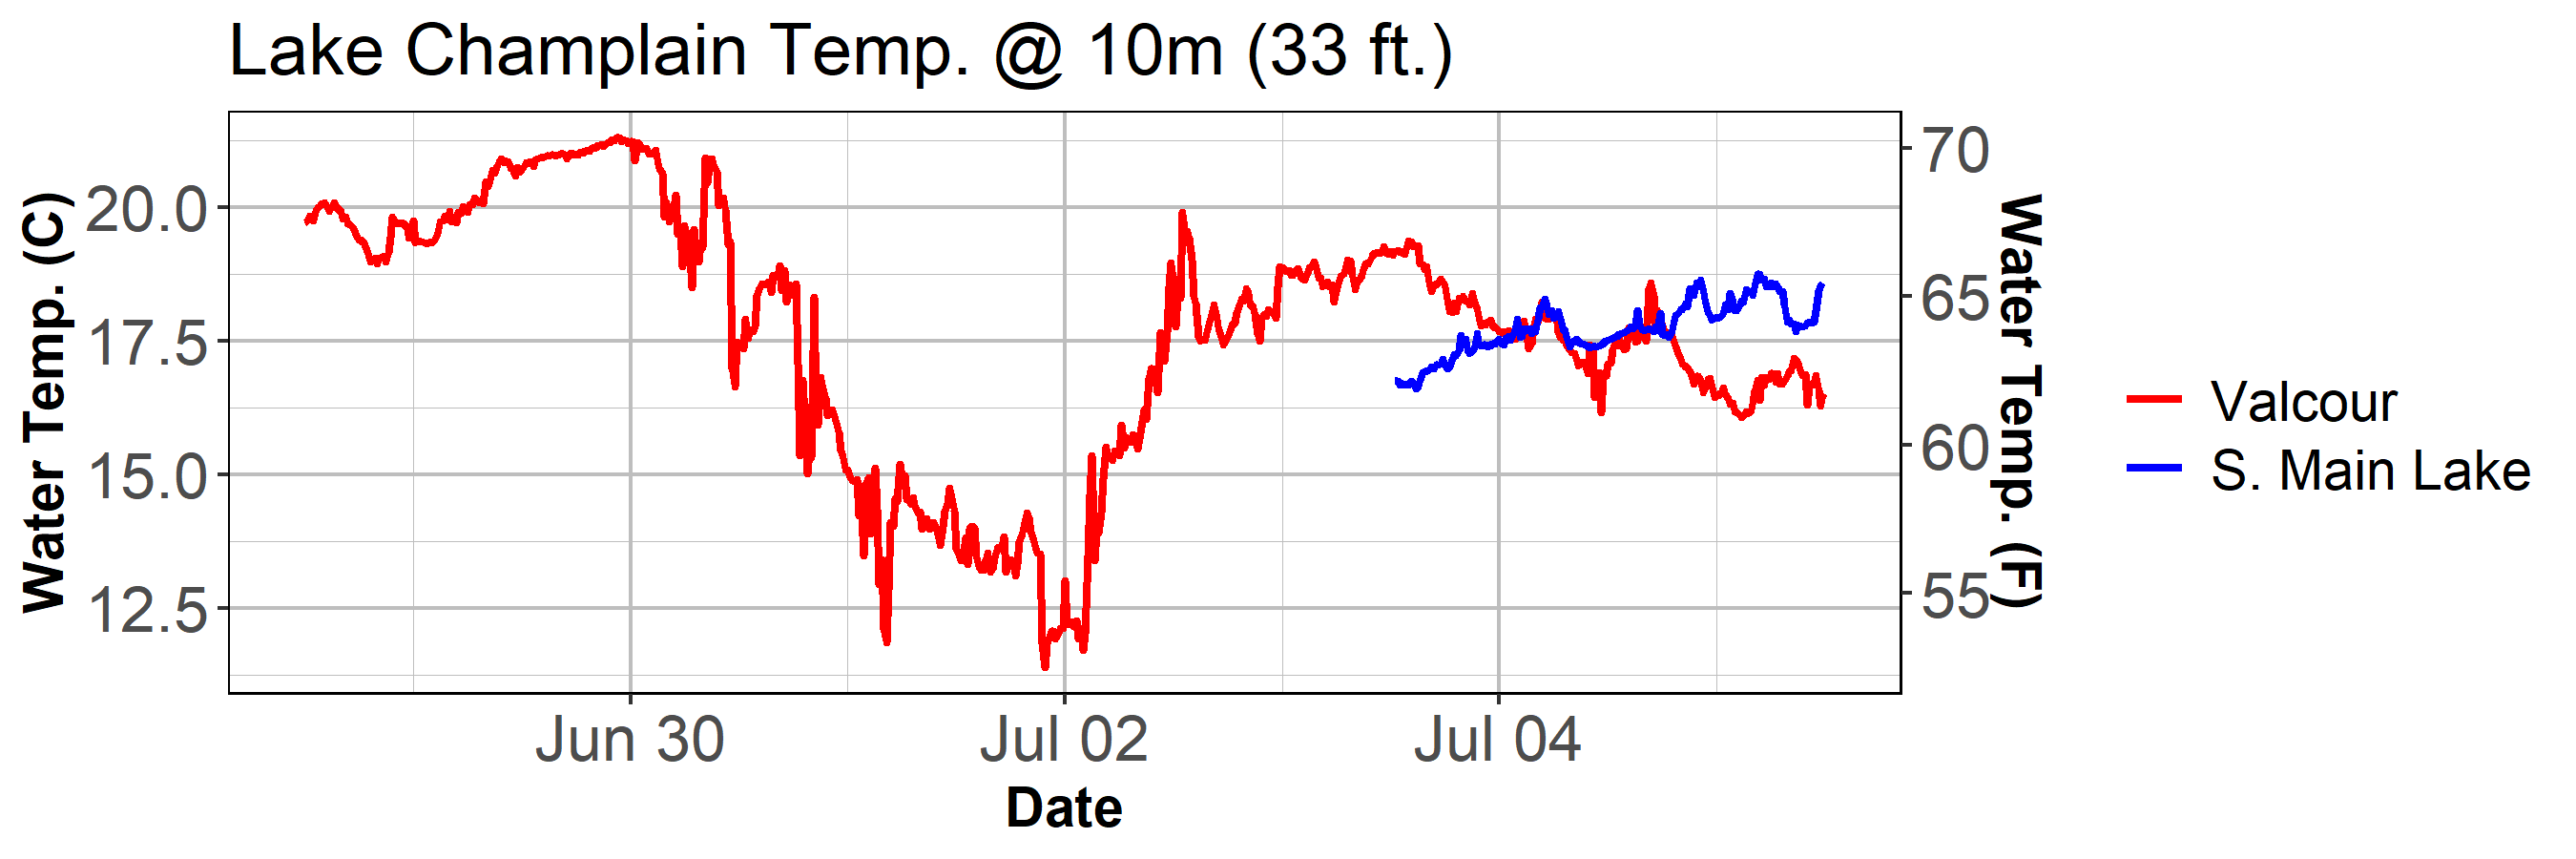 Lake Champlain Temp. @ 10m (33 ft.)
Water Temp. (C)
20.0
17.5
15.0
12.5
70
65
60
55
Water Temp. (F)
Jun 30
Jul 02
Jul 04
Date
Valcour
S. Main Lake